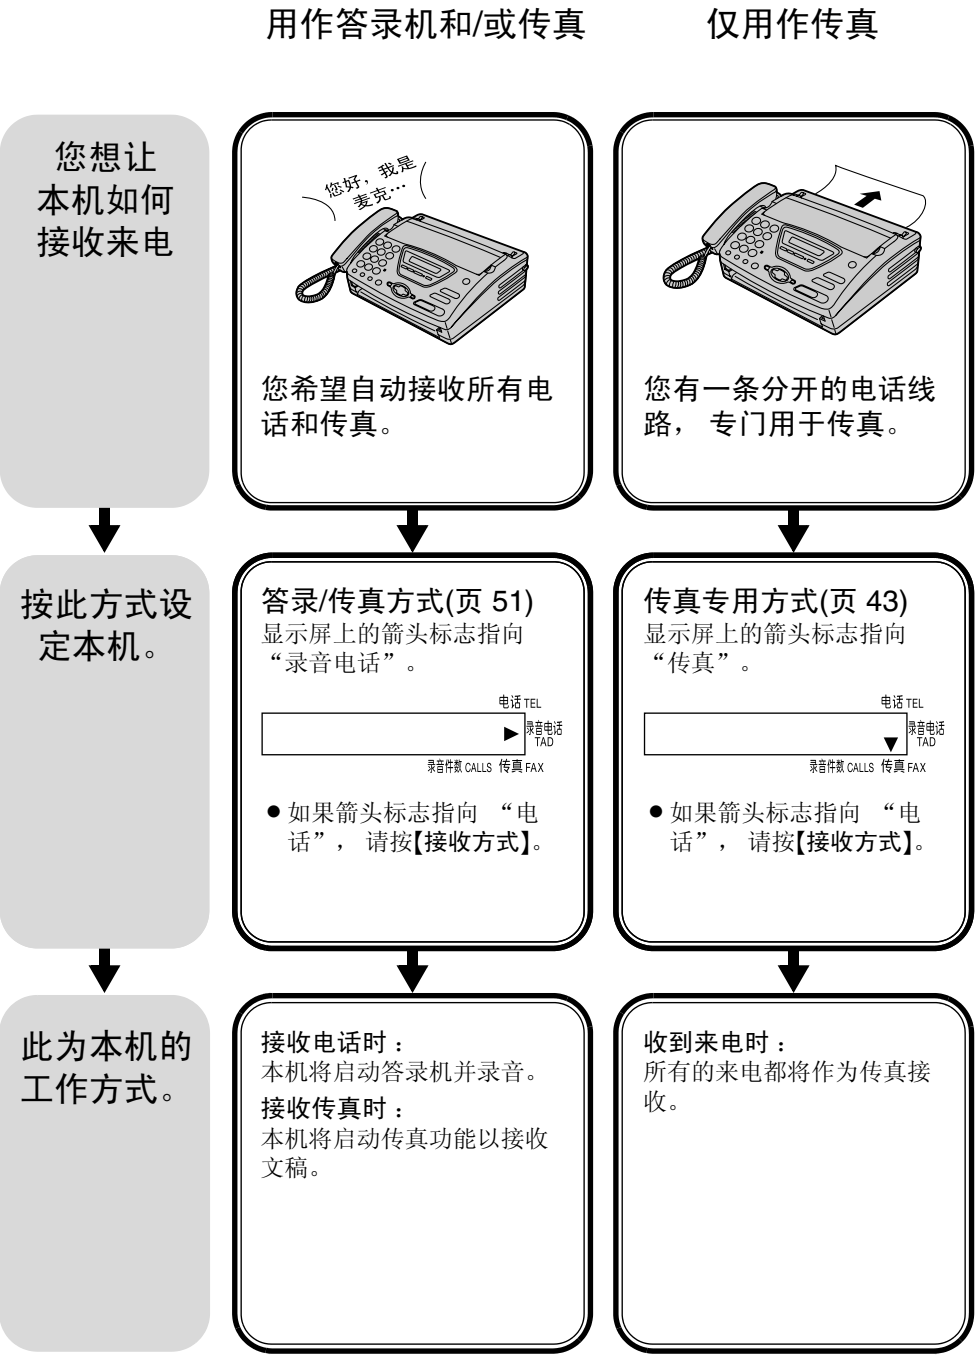 用作答录机和/或传真
仅用作传真
您想让
本机如何
接收来电
您好，我是
麦克…
您希望自动接收所有电
话和传真。
您有一条分开的电话线
路， 专门用于传真。
按此方式设
定本机。
答录/传真方式(页 51)
显示屏上的箭头标志指向
“录音电话”。
电话 TEL
录音电话
TAD
录音件数 CALLS 传真 FAX
● 如果箭头标志指向 “电
话”， 请按【接收方式】。
传真专用方式(页 43)
显示屏上的箭头标志指向
“传真”。
电话 TEL
录音电话
TAD
录音件数 CALLS 传真 FAX
● 如果箭头标志指向 “电
话”， 请按【接收方式】。
此为本机的
工作方式。
接收电话时：
本机将启动答录机并录音。
接收传真时：
本机将启动传真功能以接收
文稿。
收到来电时：
所有的来电都将作为传真接
收。